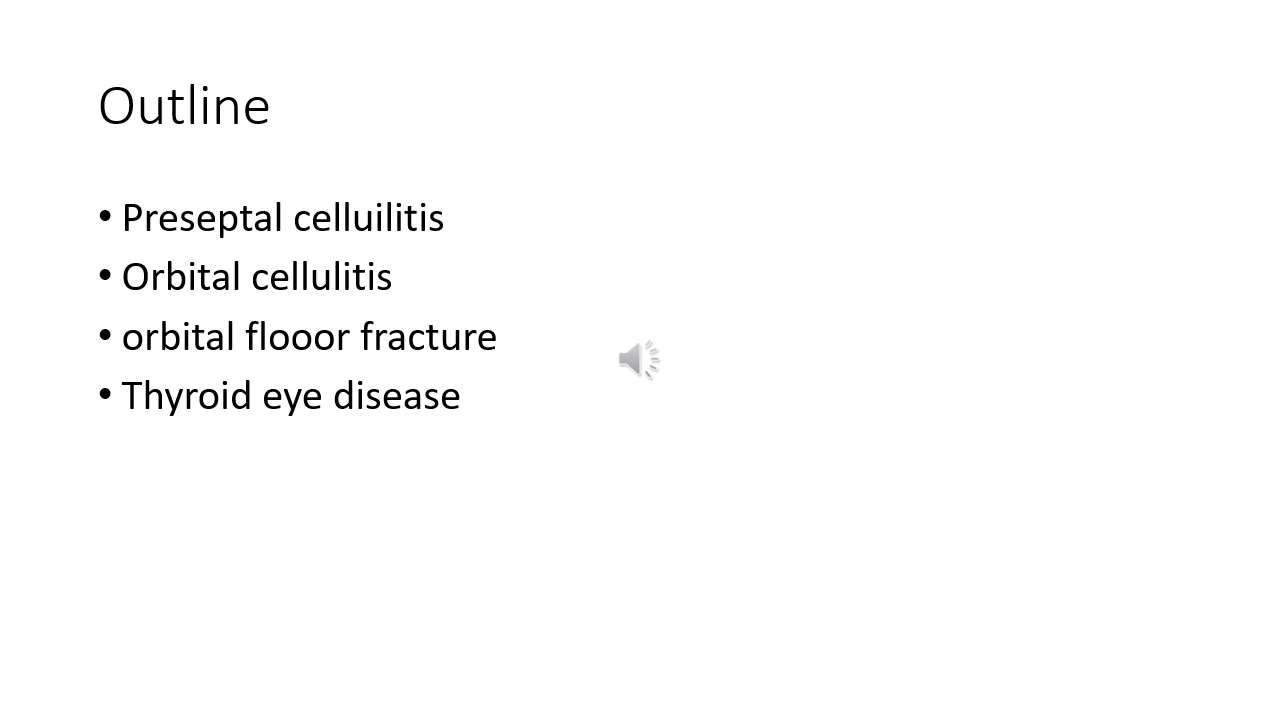 Outline
• Preseptal celluilitis
• Orbital cellulitis
• orbital flooor fracture
• Thyroid eye disease